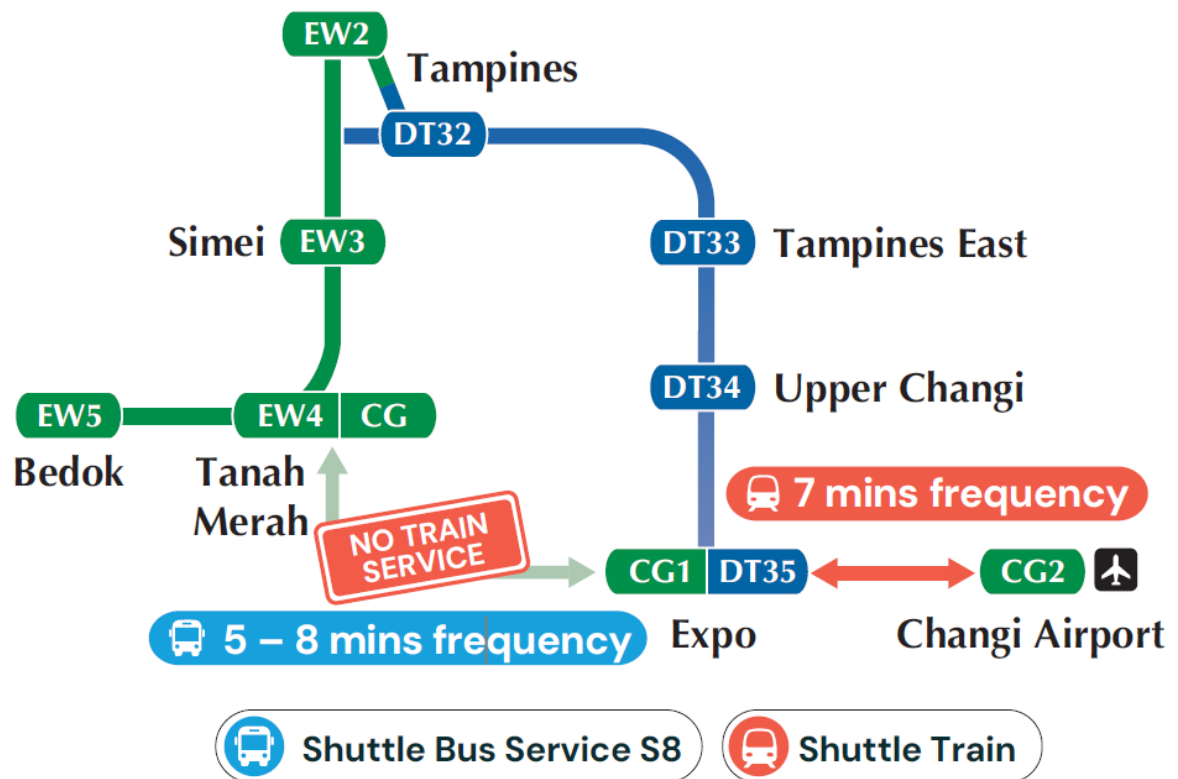 EW2
Tampines
DT32
Simei
EW3
DT33
Tampines East
DT34
Upper Changi
EW5
EW4
CG
Bedok
Tanah
Merah
7 mins frequency
NO TRAIN
SERVICE
CG1
DT35
CG2
5 – 8 mins frequency
Expo
Changi Airport
Shuttle Bus Service S8
Shuttle Train